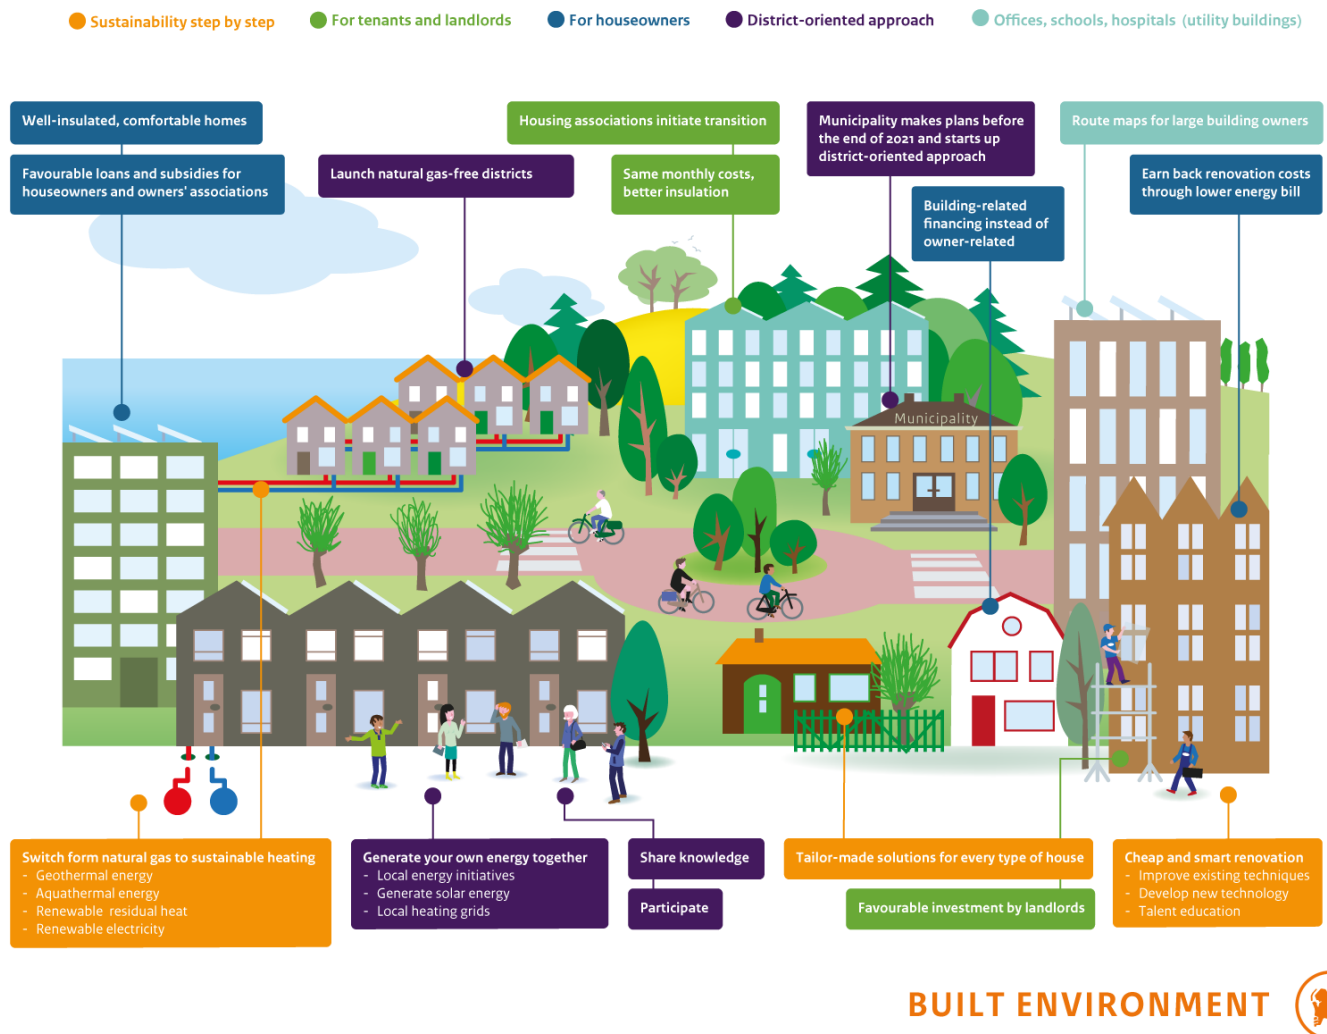 Sustainability step by step
For tenants and landlords
For houseowners
District-oriented approach
Offices, schools, hospitals (utility buildings)
Well-insulated, comfortable homes
Favourable loans and subsidies for
houseowners and owners' associations
Launch natural gas-free districts
Housing associations initiate transition
Same monthly costs,
better insulation
Municipality makes plans before
the end of 2021 and starts up
district-oriented approach
Building-related
financing instead of
owner-related
Route maps for large building owners
Earn back renovation costs
through lower energy bill
Municipality
Switch form natural gas to sustainable heating
- Geothermal energy
- Aquathermal energy
- Renewable residual heat
- Renewable electricity
Generate your own energy together
- Local energy initiatives
- Generate solar energy
- Local heating grids
Share knowledge
Participate
Tailor-made solutions for every type of house
Favourable investment by landlords
Cheap and smart renovation
- Improve existing techniques
- Develop new technology
- Talent education
BUILT ENVIRONMENT